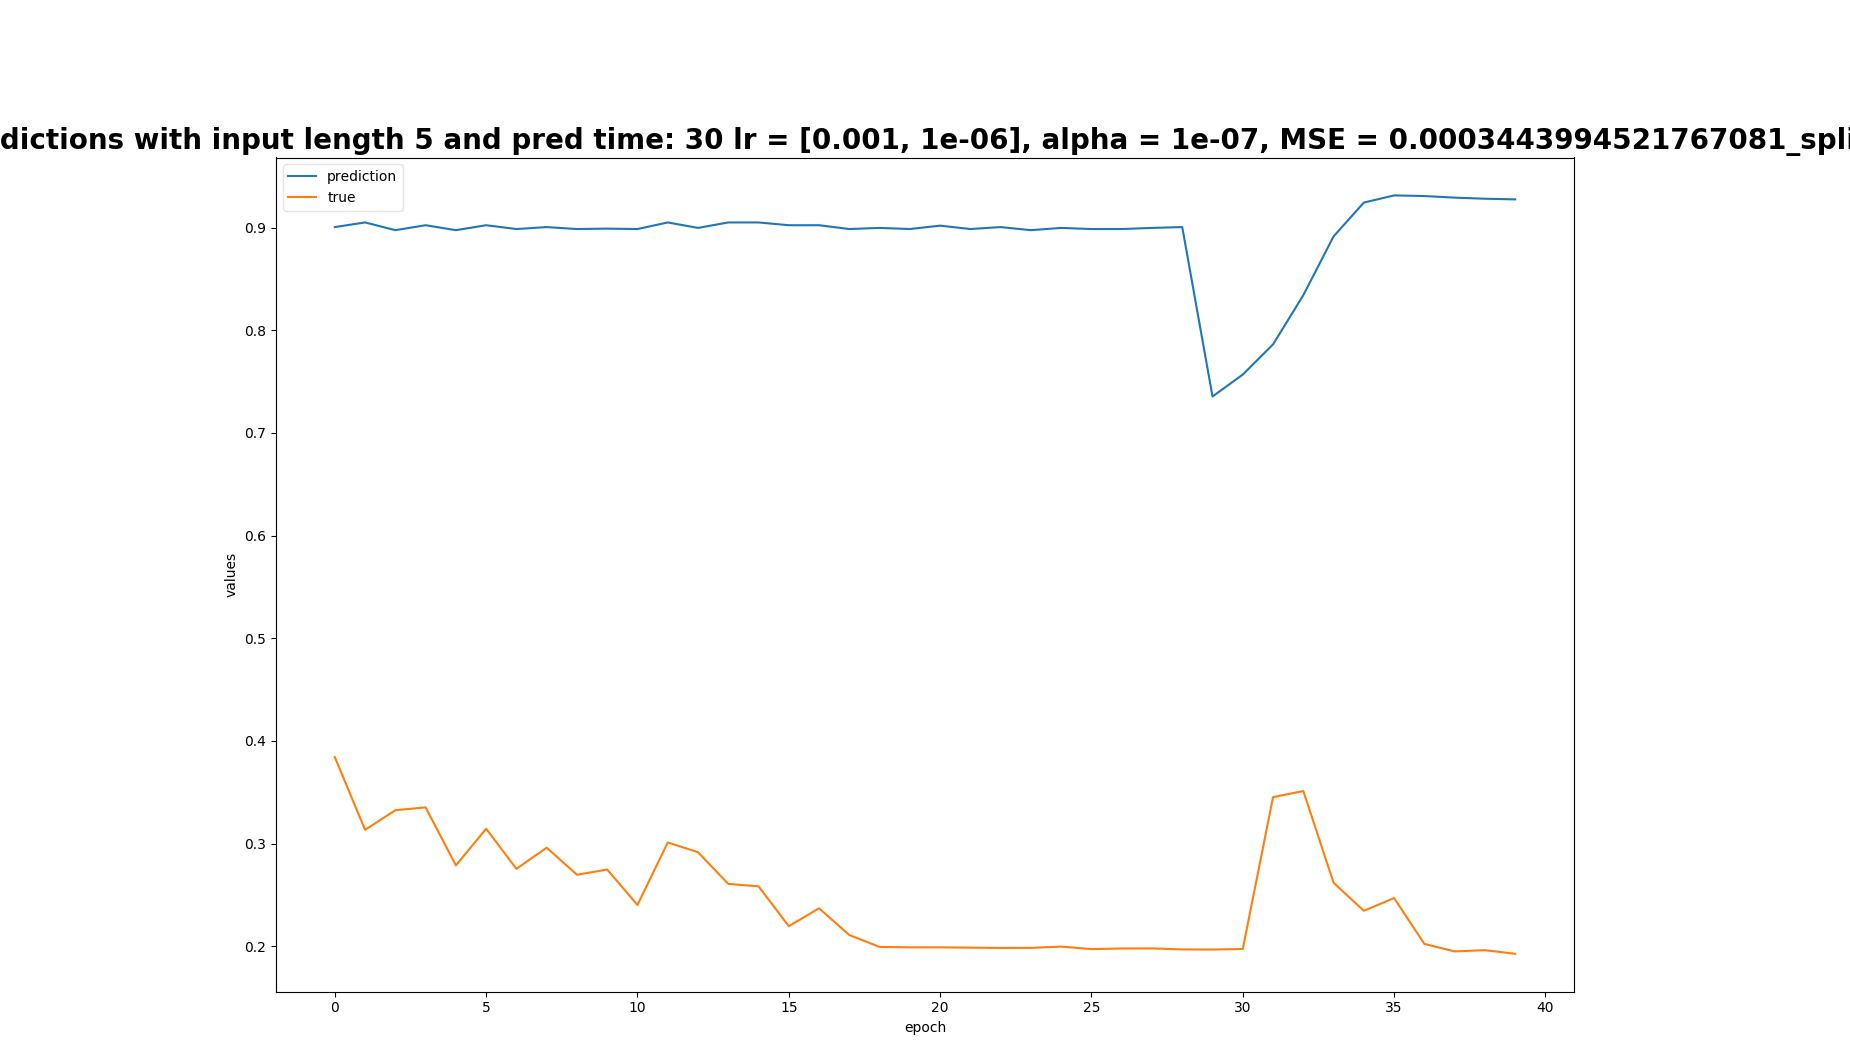 dictions with input length 5 and pred time: 30 lr = [0.001, 1e-06], alpha = 1e-07, MSE = 0.0003443994521767081_spli
prediction
true
0.9
0.8
0.7
0.6
0.5
0.4
0.3
0.2
values
0 5 10 15 20 25 30 35 40
epoch